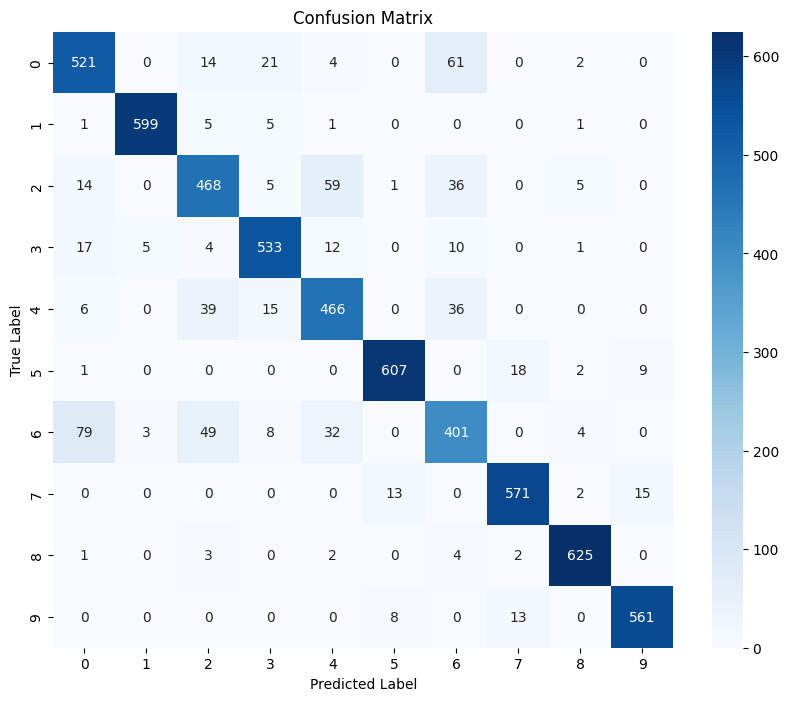 Confusion Matrix
0 521 0 14 21 4 0 61 0 2 0
1 1 599 5 5 1 0 0 0 1 0
2 14 0 468 5 59 1 36 0 5 0
3 17 5 4 533 12 0 10 0 1 0
4 6 0 39 15 466 0 36 0 0 0
5 1 0 0 0 0 607 0 18 2 9
6 79 3 49 8 32 0 401 0 4 0
7 0 0 0 0 0 13 0 571 2 15
8 1 0 3 0 2 0 4 2 625 0
9 0 0 0 0 0 8 0 13 0 561
0 1 2 3 4 5 6 7 8 9
Predicted Label
True Label
600
500
400
300
200
100
0